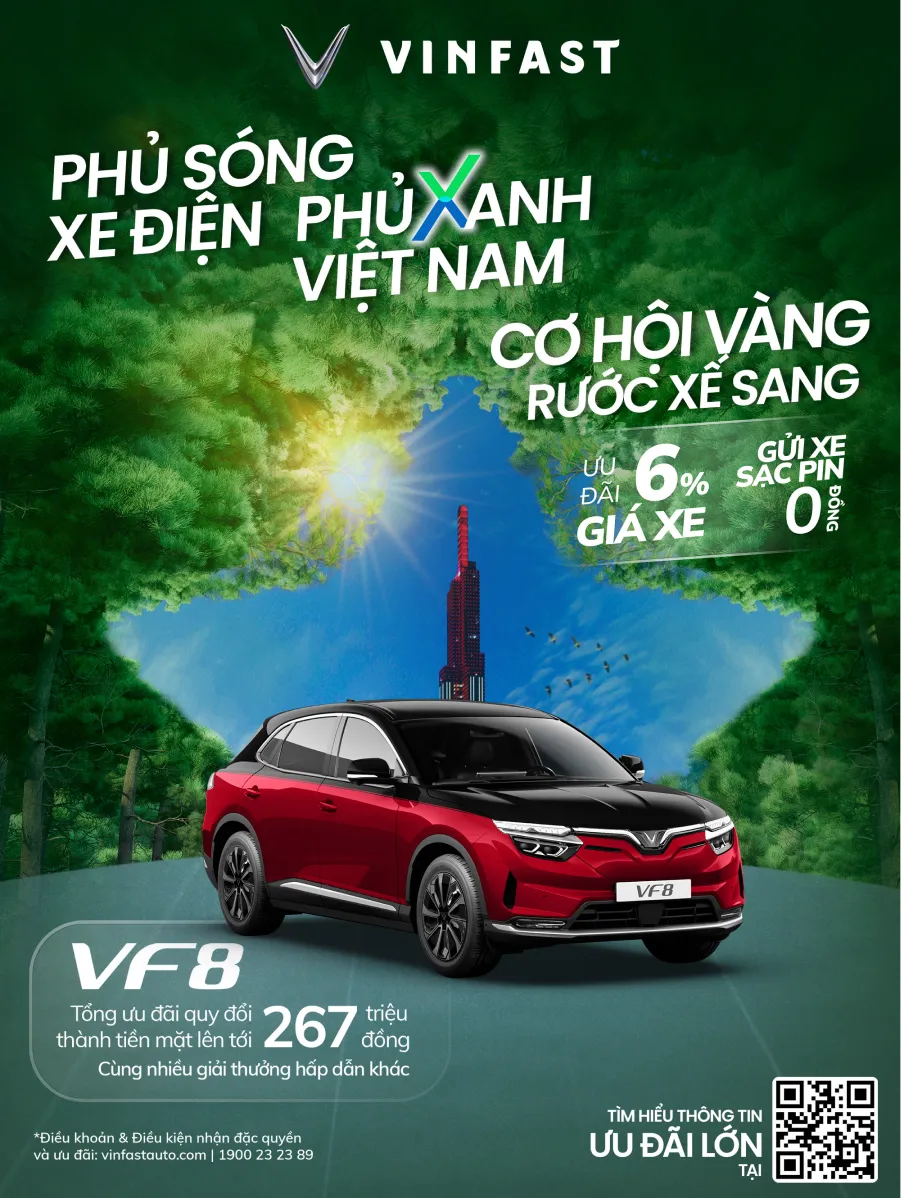 VINFAST
PHỦ SÓNG
XE ĐIỆN PHỦ XANH
VIỆT NAM
CƠ HỘI VÀNG
RƯỚC XẾ SANG
ƯU
ĐÃI 6%
GIÁ XE
GỬI XE
SẠC PIN
0 ĐỒNG
VF8
VF8
Tổng ưu đãi quy đổi
thành tiền mặt lên tới 267 triệu đồng
Cùng nhiều giải thưởng hấp dẫn khác
*Điều khoản & Điều kiện nhận đặc quyền
và ưu đãi: vinfastauto.com | 1900 23 23 89
TÌM HIỂU THÔNG TIN
ƯU ĐÃI LỚN
TẠI